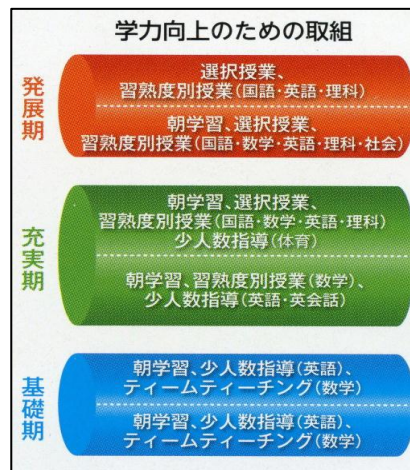 学力向上のための取組
発展期
選択授業、
習熟度別授業(国語・英語・理科)
朝学習、選択授業、
習熟度別授業(国語・数学・英語・理科・社会)
充実期
朝学習、選択授業、
習熟度別授業(国語・数学・英語・理科)
少人数指導(体育)
朝学習、習熟度別授業(数学)、
少人数指導(英語・英会話)
基礎期
朝学習、少人数指導(英語)、
ティームティーチング(数学)
朝学習、少人数指導(英語)、
ティームティーチング(数学)